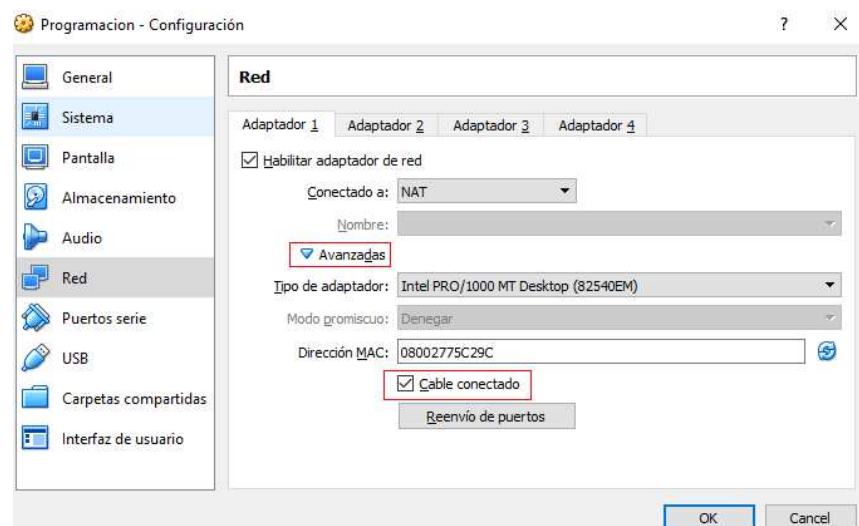 Programacion - Configuración
?
General
Sistema
Pantalla
Almacenamiento
Audio
Red
Puertos serie
USB
Carpetas compartidas
Interfaz de usuario
Red
Adaptador 1 Adaptador 2 Adaptador 3 Adaptador 4
Habilitar adaptador de red
Conectado a: NAT
Nombre:
Avanzadas
Tipo de adaptador: Intel PRO/1000 MT Desktop (82540EM)
Modo promiscuo: Denegar
Dirección MAC: 08002775C29C
Cable conectado
Reenvío de puertos
OK Cancel